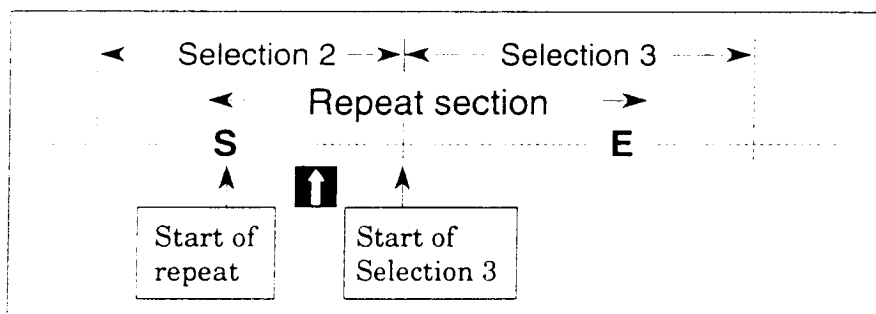 Selection 2 Selection 3
Repeat section
S E
Start of Start of
repeat Selection 3